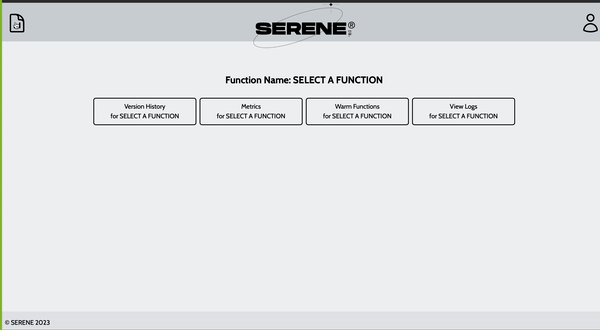 SERENE®
Function Name: SELECT A FUNCTION
Version History
for SELECT A FUNCTION
Metrics
for SELECT A FUNCTION
Warm Functions
for SELECT A FUNCTION
View Logs
for SELECT A FUNCTION
© SERENE 2023